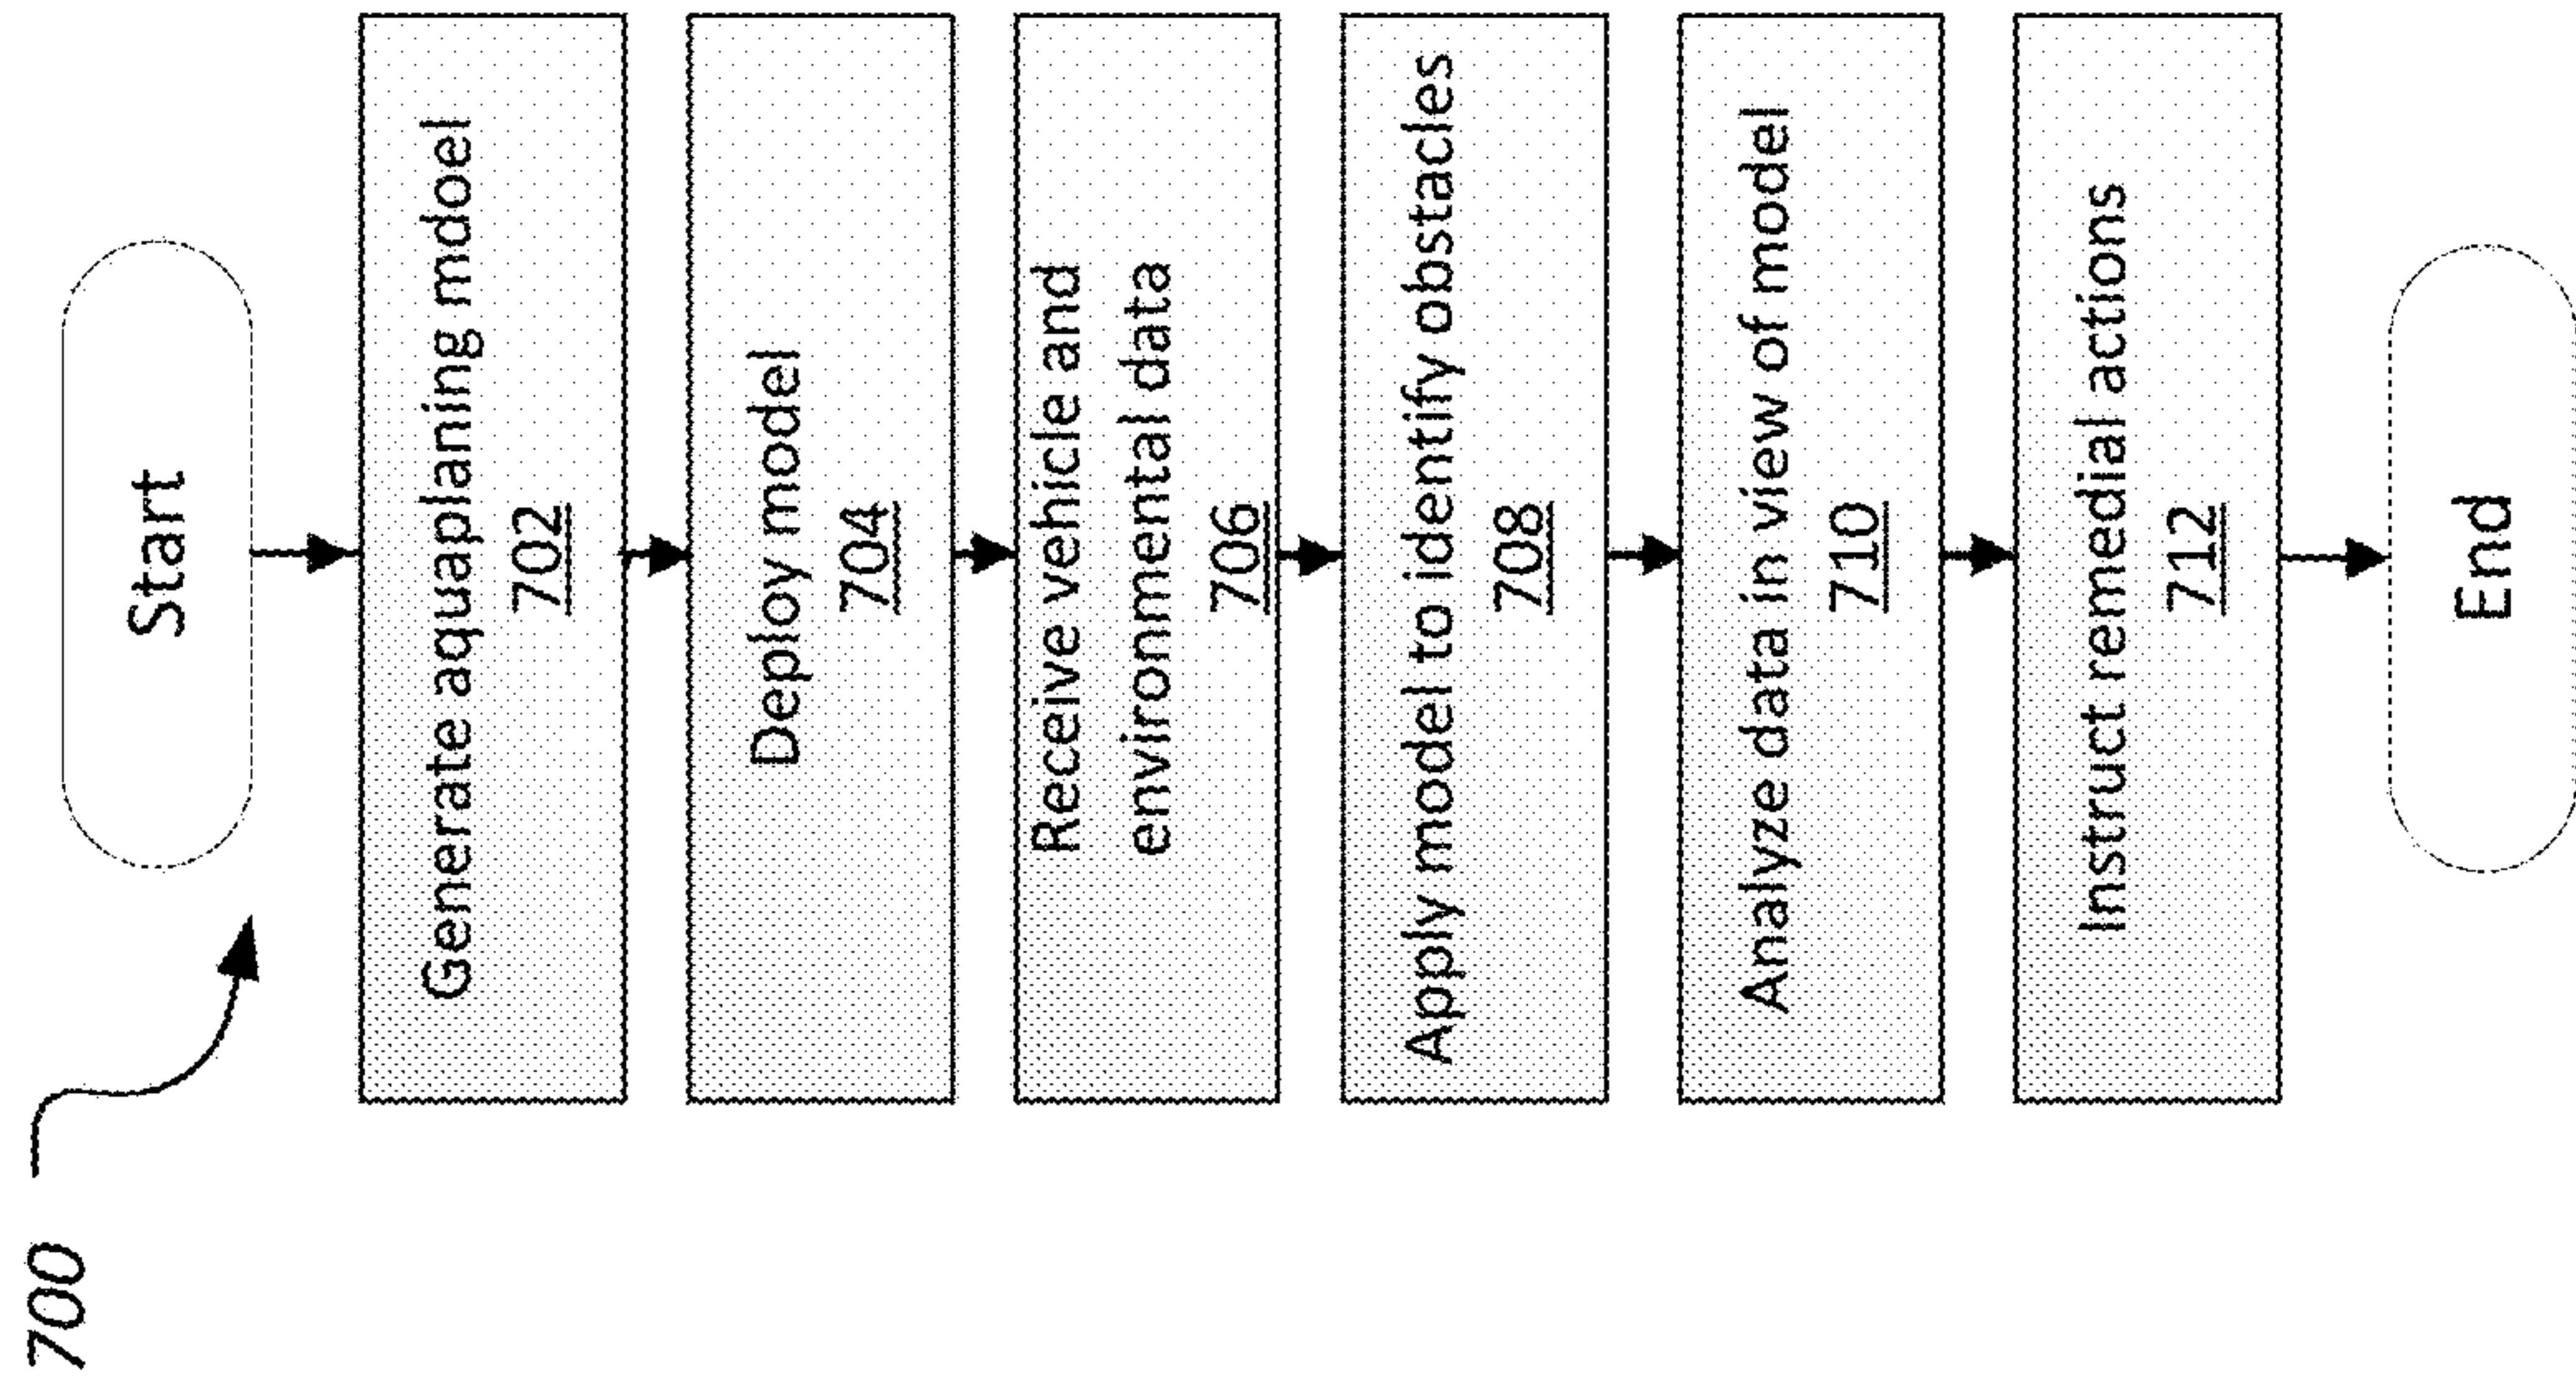 700
Start
Generate aquaplaning mdoel
702
Deploy model
704
Receive vehicle and
environmental data
706
Apply model to identify obstacles
708
Analyze data in view of model
710
Instruct remedial actions
712
End